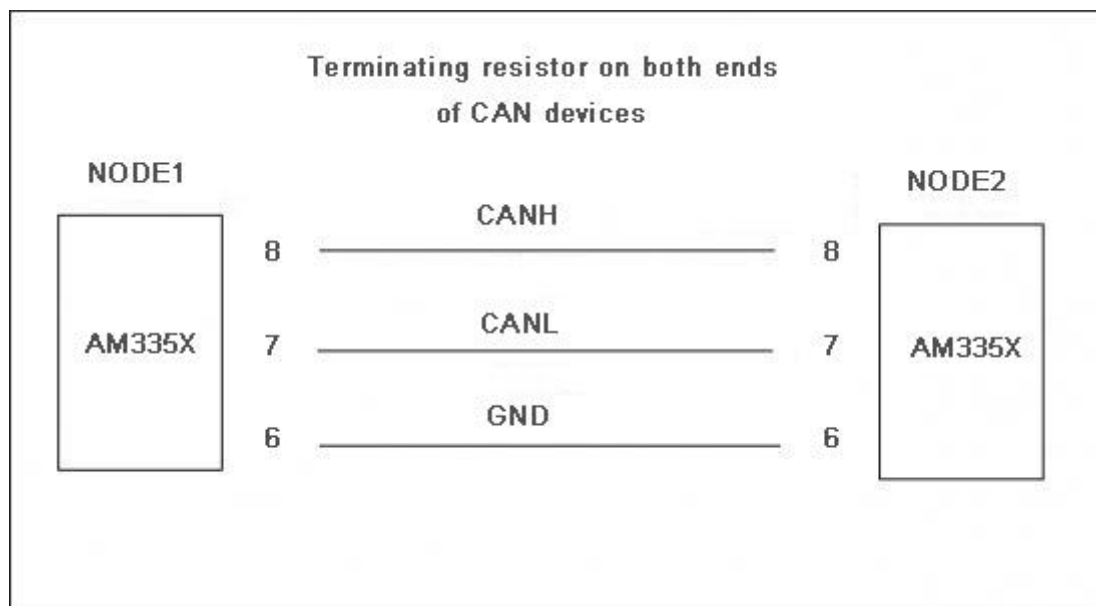 Terminating resistor on both ends
of CAN devices
NODE1
NODE2
CANH
8
8
AM335X
CANL
7
7
AM335X
GND
6
6